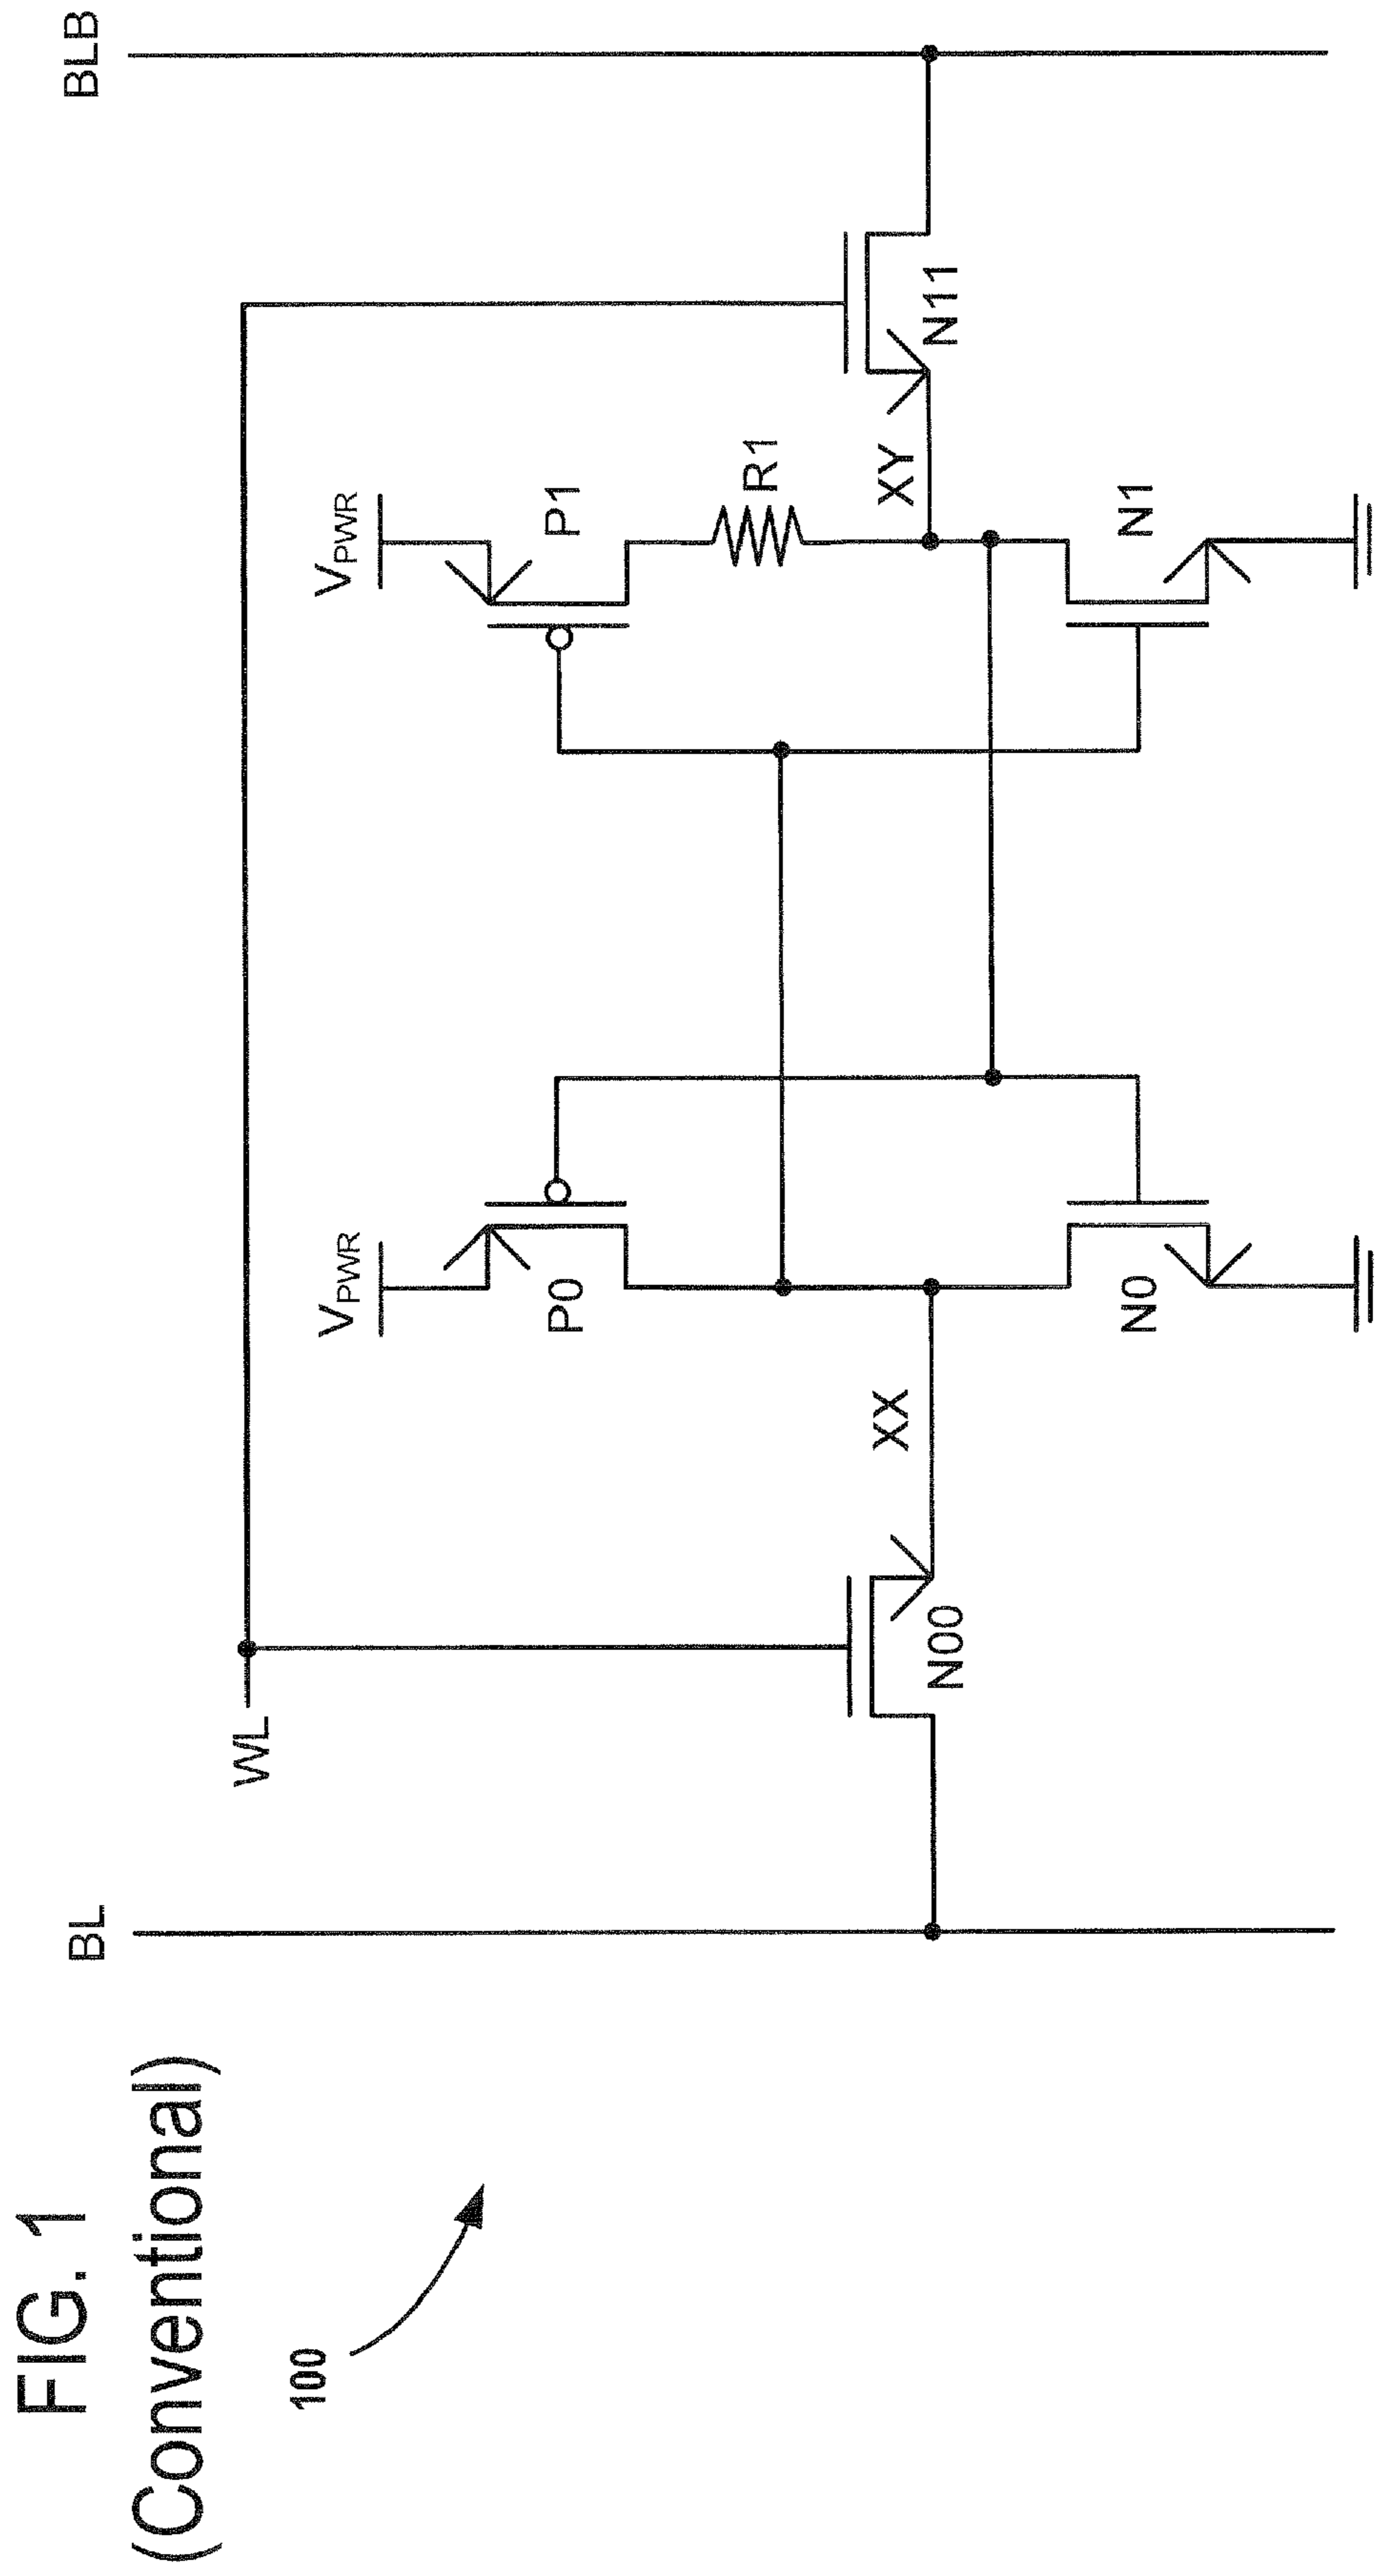 FIG. 1
(Conventional)
100
BL
BLB
WL
VPWR
VPWR
P0
P1
R1
XX
XY
N00
N11
N0
N1